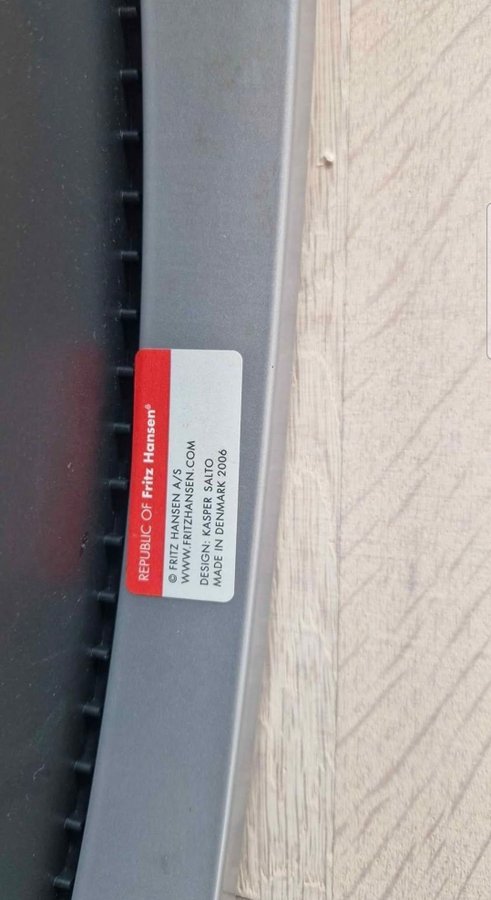 REPUBLIC OF Fritz Hansen®
© FRITZ HANSEN A/S
WWW.FRITZHANSEN.COM
DESIGN: KASPER SALTO
MADE IN DENMARK 2006